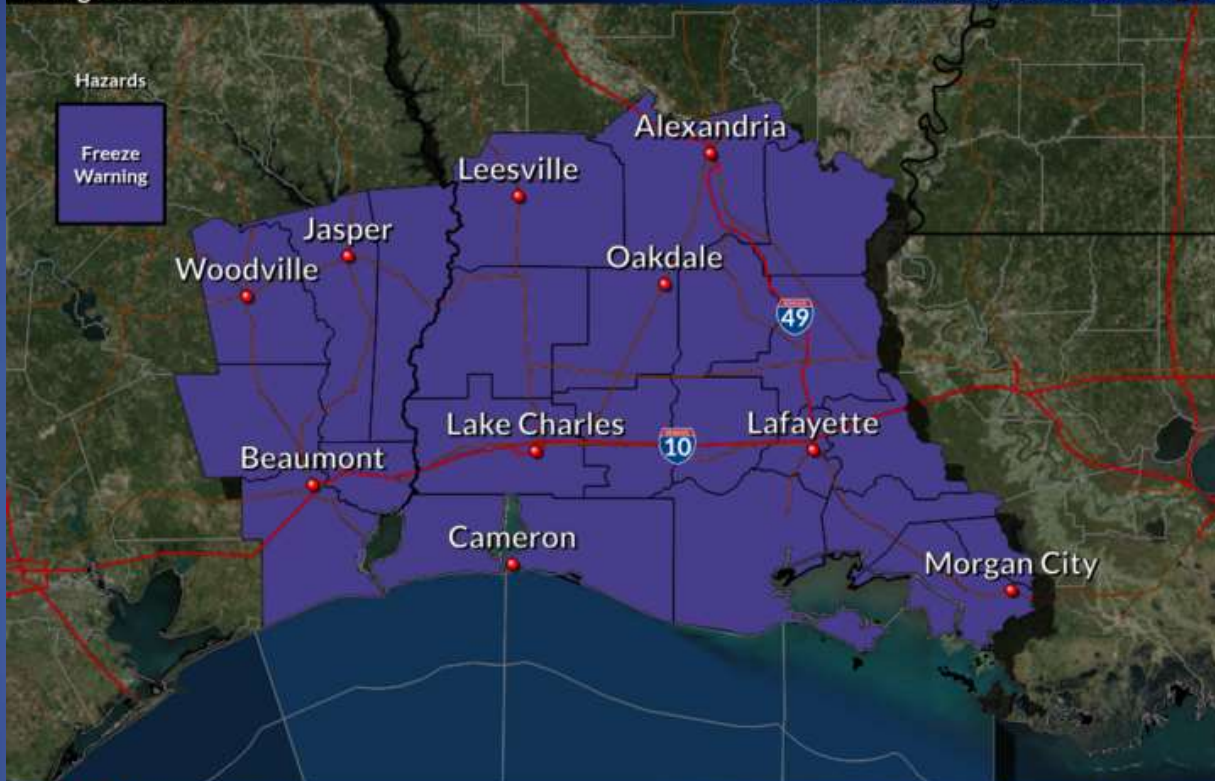 Hazards
Freeze
Warning
Alexandria
Leesville
Jasper
Oakdale
Woodville
49
Lake Charles
Lafayette
10
Beaumont
Cameron
Morgan City